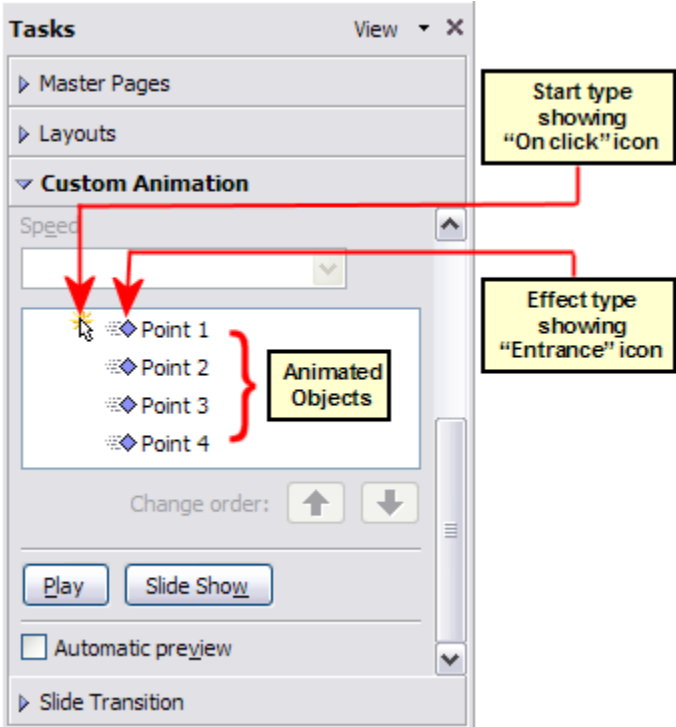 Tasks View
Master Pages
Layouts
Custom Animation
Speed
Point 1
Point 2
Point 3
Point 4
Change order:
Play Slide Show
Automatic preview
Slide Transition
Start type
showing
“On click” icon
Effect type
showing
“Entrance” icon
Animated
Objects